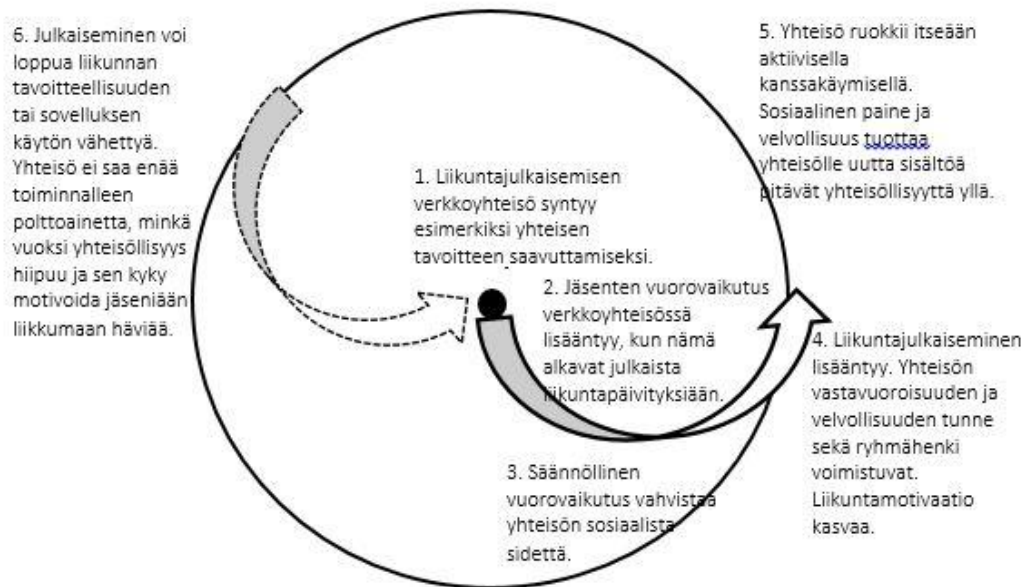 1. Liikuntajulkaisemisen
verkkoyhteisö syntyy
esimerkiksi yhteisen
tavoitteen saavuttamiseksi.
2. Jäsenten vuorovaikutus
verkkoyhteisössä
lisääntyy, kun nämä
alkavat julkaista
liikuntapäivityksiään.
3. Säännöllinen
vuorovaikutus vahvistaa
yhteisön sosiaalista
sidettä.
4. Liikuntajulkaiseminen
lisääntyy. Yhteisön
vastavuoroisuuden ja
velvollisuuden tunne
sekä ryhmähenki
voimistuvat.
Liikuntamotivaatio
kasvaa.
5. Yhteisö ruokkii itseään
aktiivisella
kanssakäymisellä.
Sosiaalinen paine ja
velvollisuus tuottaa
yhteisölle uutta sisältöä
pitävät yhteisöllisyyttä yllä.
6. Julkaiseminen voi
loppua liikunnan
tavoitteellisuuden
tai sovelluksen
käytön vähettyä.
Yhteisö ei saa enää
toiminnalleen
polttoainetta, minkä
vuoksi yhteisöllisyys
hiipuu ja sen kyky
motivoida jäseniään
liikkumaan häviää.